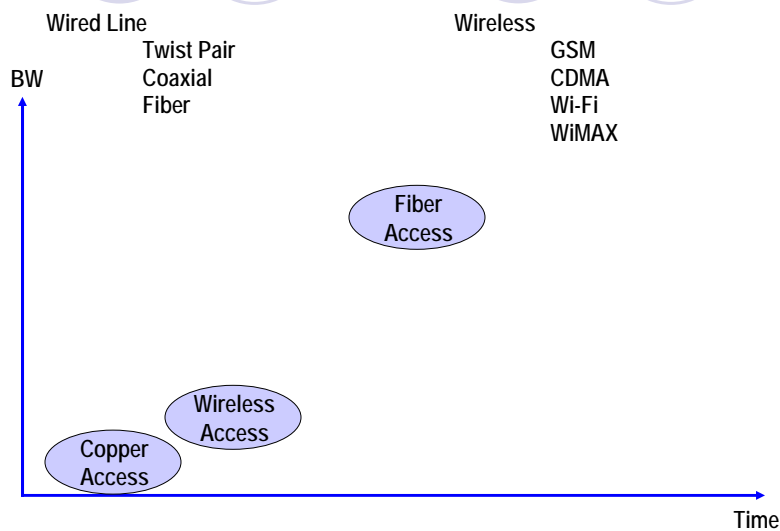 Wired Line
Twist Pair
Coaxial
Fiber
Wireless
GSM
CDMA
Wi-Fi
WiMAX
BW
Fiber
Access
Wireless
Access
Copper
Access
Time